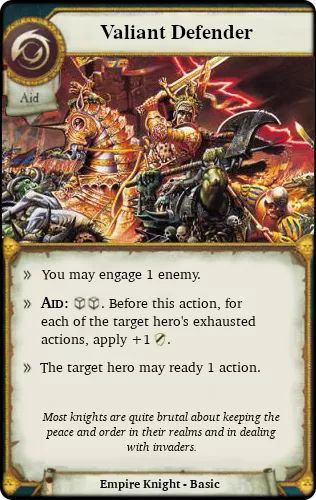 Valiant Defender
Aid
» You may engage 1 enemy.
» AID: . Before this action, for
each of the target hero's exhausted
actions, apply +1 .
» The target hero may ready 1 action.
Most knights are quite brutal about keeping the
peace and order in their realms and in dealing
with invaders.
Empire Knight - Basic